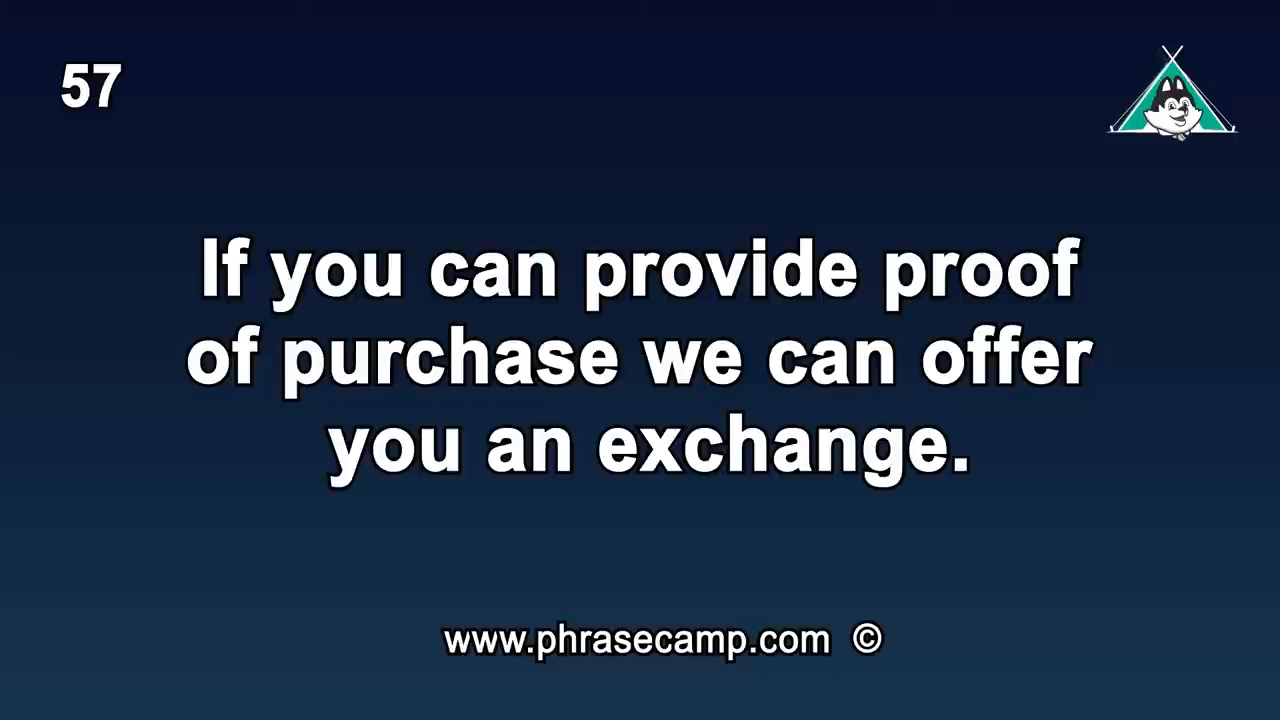 57
If you can provide proof
of purchase we can offer
you an exchange.
www.phrasecamp.com ©